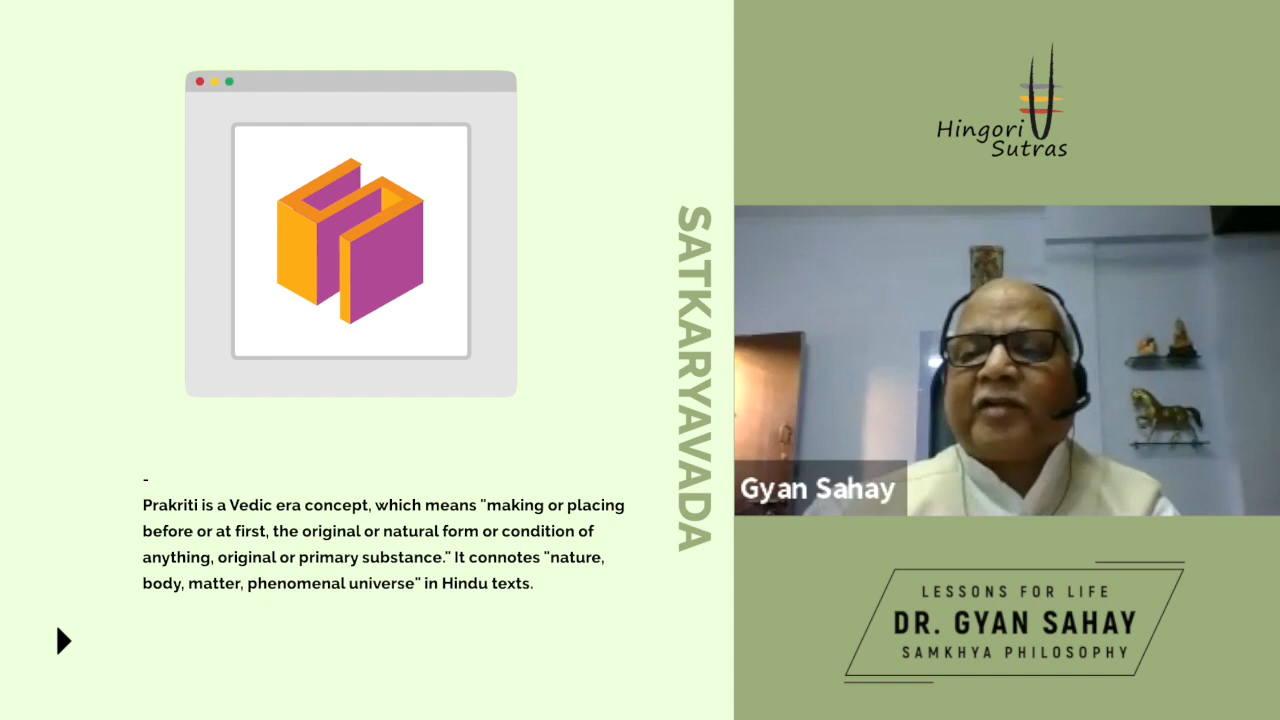 -
Prakriti is a Vedic era concept, which means "making or placing
before or at first, the original or natural form or condition of
anything, original or primary substance." It connotes "nature,
body, matter, phenomenal universe" in Hindu texts.
SATKARYAVADA
Hingori
Sutras
Gyan Sahay
LESSONS FOR LIFE
DR. GYAN SAHAY
SAMKHYA PHILOSOPHY